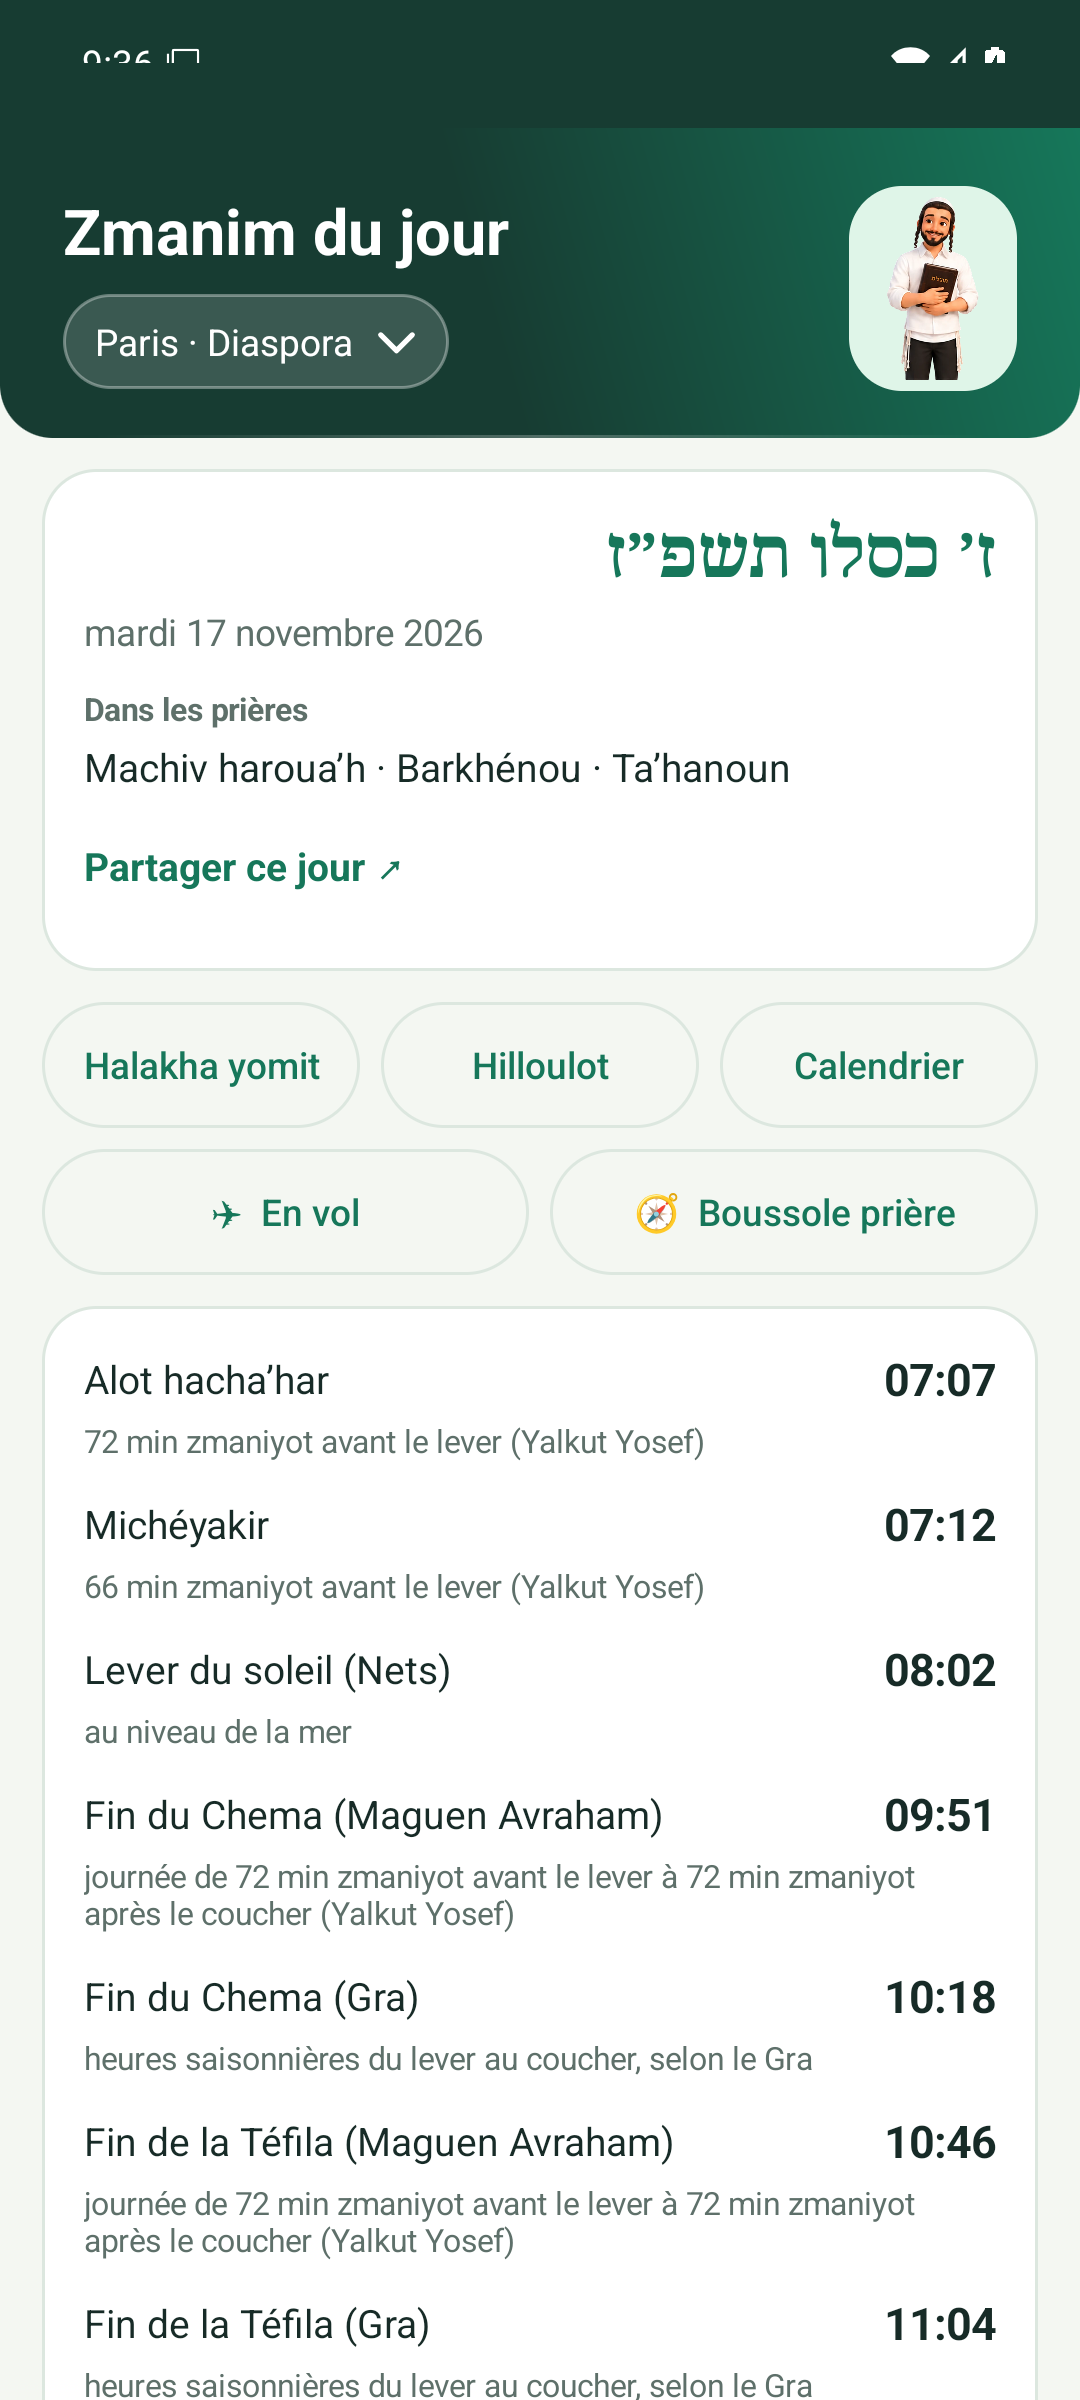 9:36
Zmanim du jour
Paris · Diaspora
ז׳ כסלו תשפ״ז
mardi 17 novembre 2026
Dans les prières
Machiv haroua’h · Barkhénou · Ta’hanoun
Partager ce jour ↗
Halakha yomit
Hilloulot
Calendrier
✈ En vol
🧭 Boussole prière
Alot hacha’har 07:07
72 min zmaniyot avant le lever (Yalkut Yosef)
Michéyakir 07:12
66 min zmaniyot avant le lever (Yalkut Yosef)
Lever du soleil (Nets) 08:02
au niveau de la mer
Fin du Chema (Maguen Avraham) 09:51
journée de 72 min zmaniyot avant le lever à 72 min zmaniyot
après le coucher (Yalkut Yosef)
Fin du Chema (Gra) 10:18
heures saisonnières du lever au coucher, selon le Gra
Fin de la Téfila (Maguen Avraham) 10:46
journée de 72 min zmaniyot avant le lever à 72 min zmaniyot
après le coucher (Yalkut Yosef)
Fin de la Téfila (Gra) 11:04
heures saisonnières du lever au coucher, selon le Gra